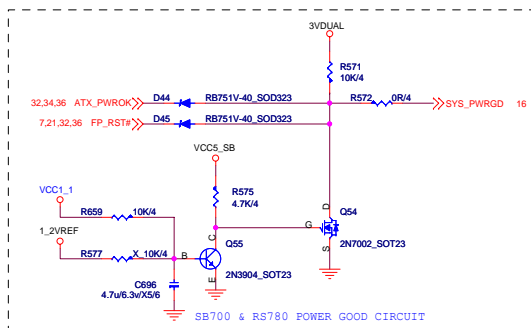 3VDUAL
R571
10K/4
32,34,36 ATX_PWROK
D44
RB751V-40_SOD323
R572
0R/4
SYS_PWRGD 16
7,21,32,36 FP_RST#
D45
RB751V-40_SOD323
VCC5_SB
R575
4.7K/4
VCC1_1
R659
10K/4
1_2VREF
R577
X_10K/4
D
G
S
Q54
2N7002_SOT23
B
C
E
Q55
2N3904_SOT23
C696
4.7u/6.3v/X5/6
SB700 & RS780 POWER GOOD CIRCUIT